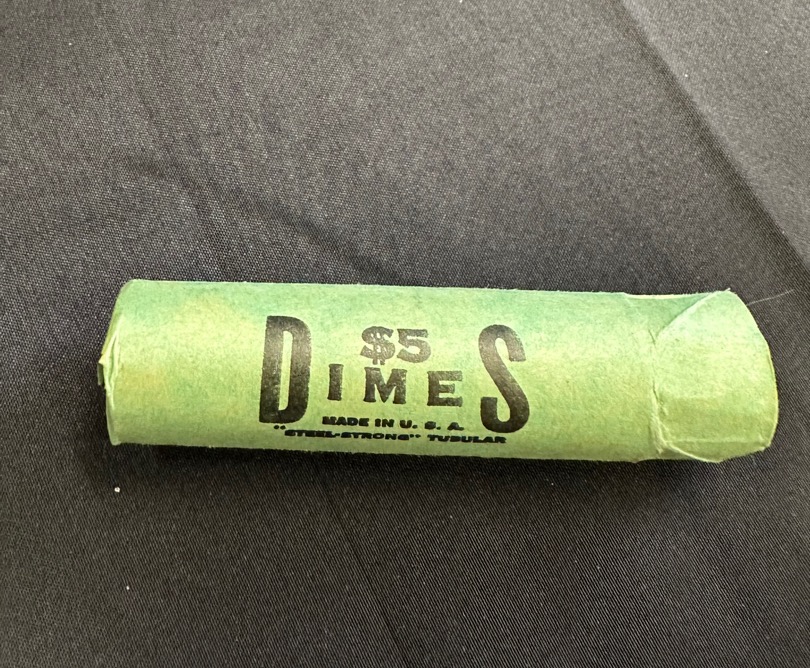 $5
DIMES
MADE IN U. S. A.
"STEEL-STRONG" TUBULAR